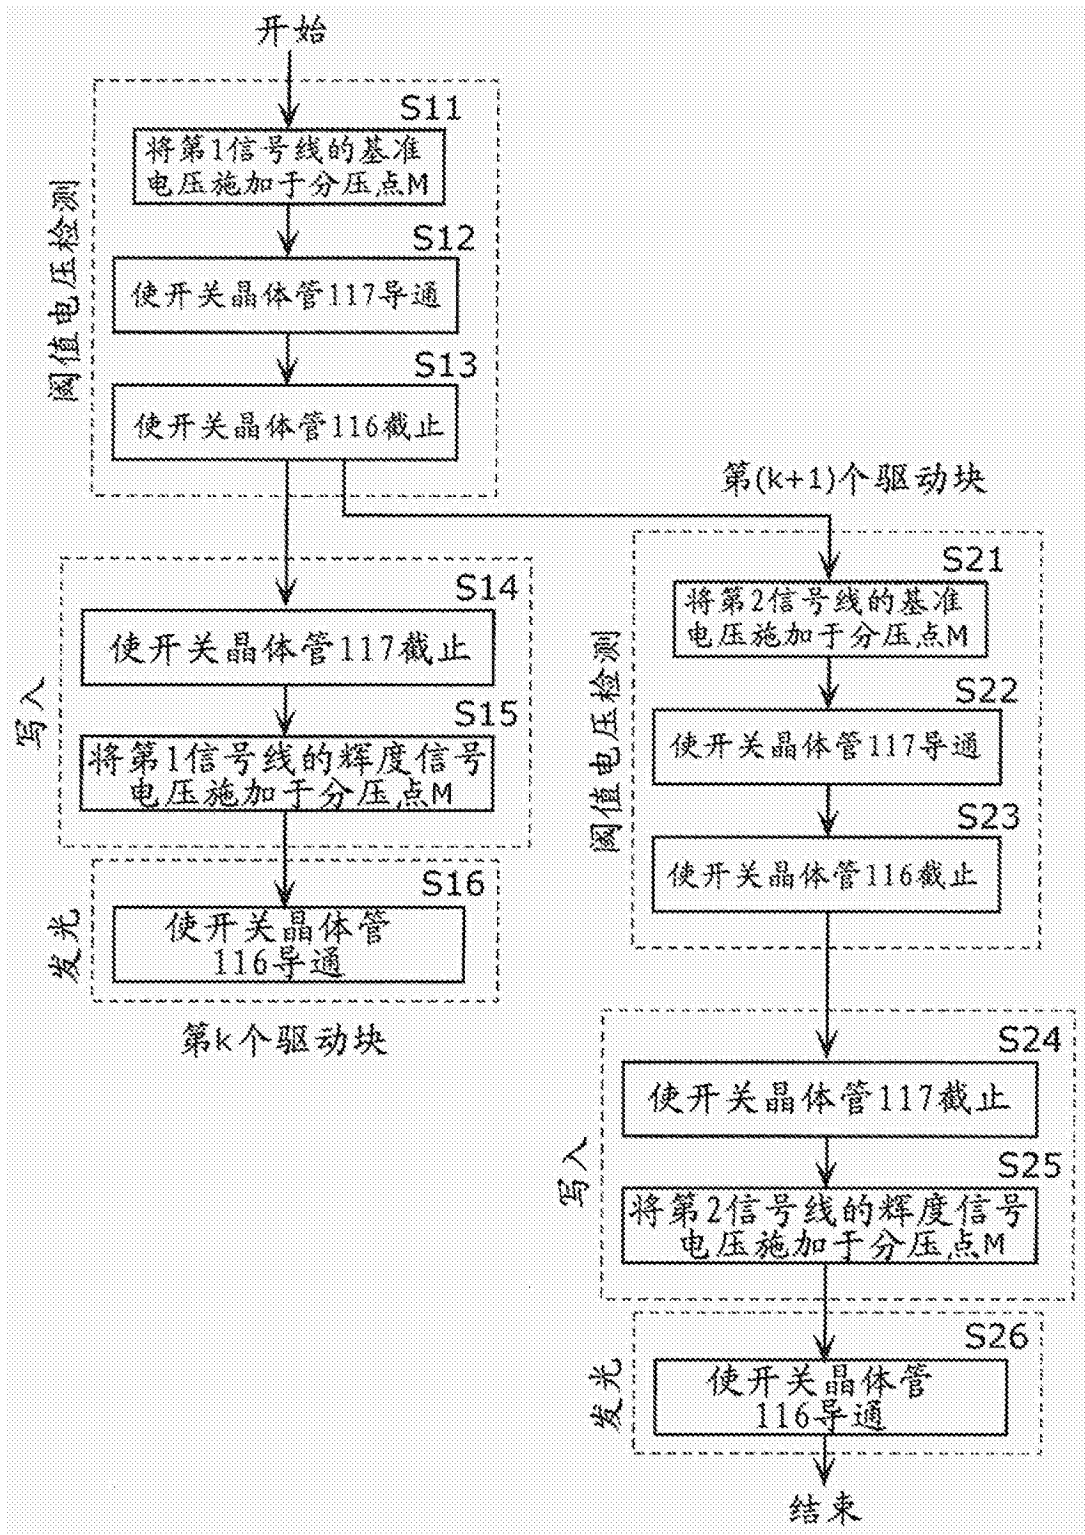 开始
S11
将第1信号线的基准
电压施加于分压点M
S12
使开关晶体管117导通
S13
使开关晶体管116截止
阈值电压检测
S14
使开关晶体管117截止
S15
将第1信号线的辉度信号
电压施加于分压点M
写入
S16
使开关晶体管
116导通
发光
第k个驱动块
第(k+1)个驱动块
S21
将第2信号线的基准
电压施加于分压点M
S22
使开关晶体管117导通
S23
使开关晶体管116截止
阈值电压检测
S24
使开关晶体管117截止
S25
将第2信号线的辉度信号
电压施加于分压点M
写入
S26
使开关晶体管
116导通
发光
结束